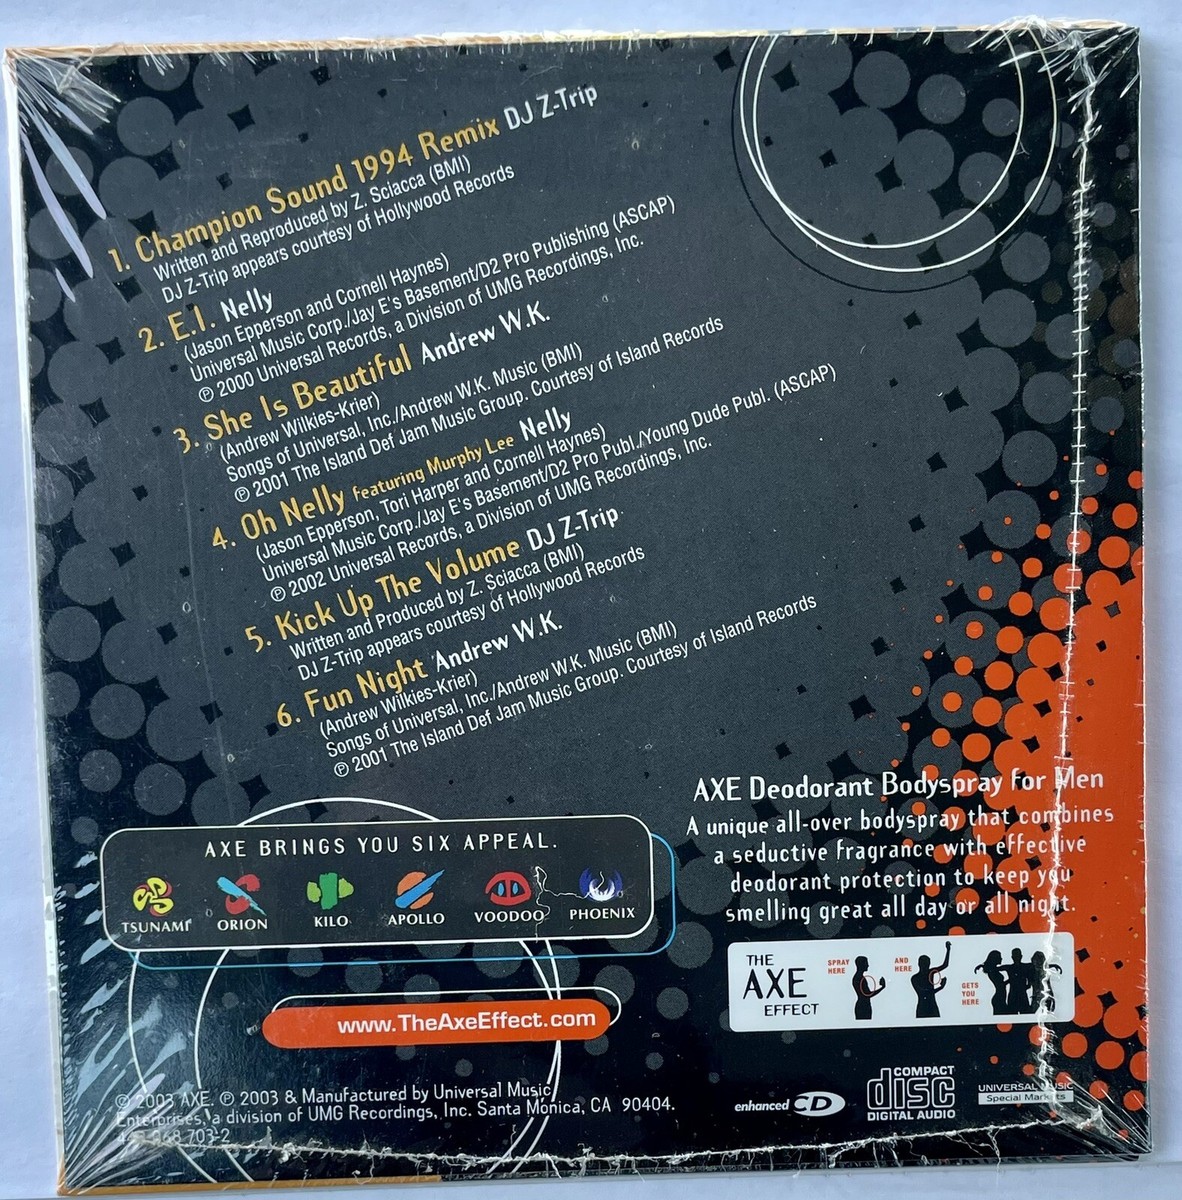 1. Champion Sound 1994 Remix DJ Z-Trip
Written and Reproduced by Z. Sciacca (BMI)
DJ Z-Trip appears courtesy of Hollywood Records
2. E.I. Nelly
(Jason Epperson and Cornell Haynes)
Universal Music Corp./Jay E's Basement/D2 Pro Publishing (ASCAP)
℗ 2000 Universal Records, a Division of UMG Recordings, Inc.
3. She Is Beautiful Andrew W.K.
(Andrew Wilkies-Krier)
Songs of Universal, Inc./Andrew W.K. Music (BMI)
℗ 2001 The Island Def Jam Music Group. Courtesy of Island Records
4. Oh Nelly featuring Murphy Lee Nelly
(Jason Epperson, Tori Harper and Cornell Haynes)
Universal Music Corp./Jay E's Basement/D2 Pro Publ./Young Dude Publ. (ASCAP)
℗ 2002 Universal Records, a Division of UMG Recordings, Inc.
5. Kick Up The Volume DJ Z-Trip
Written and Produced by Z. Sciacca (BMI)
DJ Z-Trip appears courtesy of Hollywood Records
6. Fun Night Andrew W.K.
(Andrew Wilkies-Krier)
Songs of Universal, Inc./Andrew W.K. Music (BMI)
℗ 2001 The Island Def Jam Music Group. Courtesy of Island Records
AXE Deodorant Bodyspray for Men
A unique all-over bodyspray that combines
a seductive fragrance with effective
deodorant protection to keep you
smelling great all day or all night.
AXE BRINGS YOU SIX APPEAL.
TSUNAMI ORION KILO APOLLO VOODOO PHOENIX
THE
AXE
EFFECT
SPRAY
HERE
AND
HERE
GETS
YOU
HERE
www.TheAxeEffect.com
© 2003 AXE. ℗ 2003 & Manufactured by Universal Music
Enterprises, a division of UMG Recordings, Inc. Santa Monica, CA 90404.
703-2
enhanced CD
COMPACT
disc
DIGITAL AUDIO
UNIVERSAL MUSIC
Special Markets